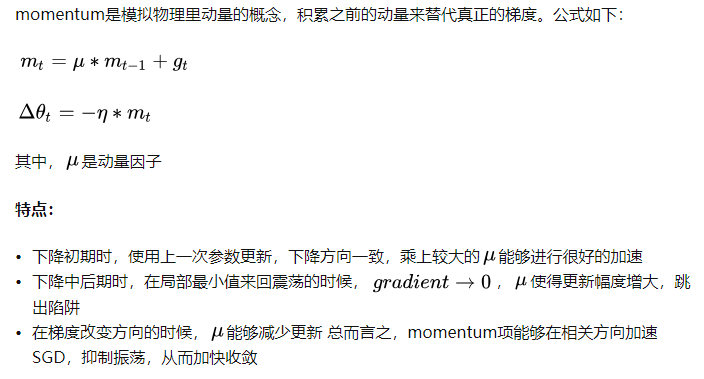 momentum是模拟物理里动量的概念，积累之前的动量来替代真正的梯度。公式如下：
m_t = μ * m_{t−1} + g_t
Δθ_t = −η * m_t
其中，μ是动量因子
特点：
• 下降初期时，使用上一次参数更新，下降方向一致，乘上较大的μ能够进行很好的加速
• 下降中后期时，在局部最小值来回震荡的时候，gradient → 0，μ使得更新幅度增大，跳
出陷阱
• 在梯度改变方向的时候，μ能够减少更新 总而言之，momentum项能够在相关方向加速
SGD，抑制振荡，从而加快收敛